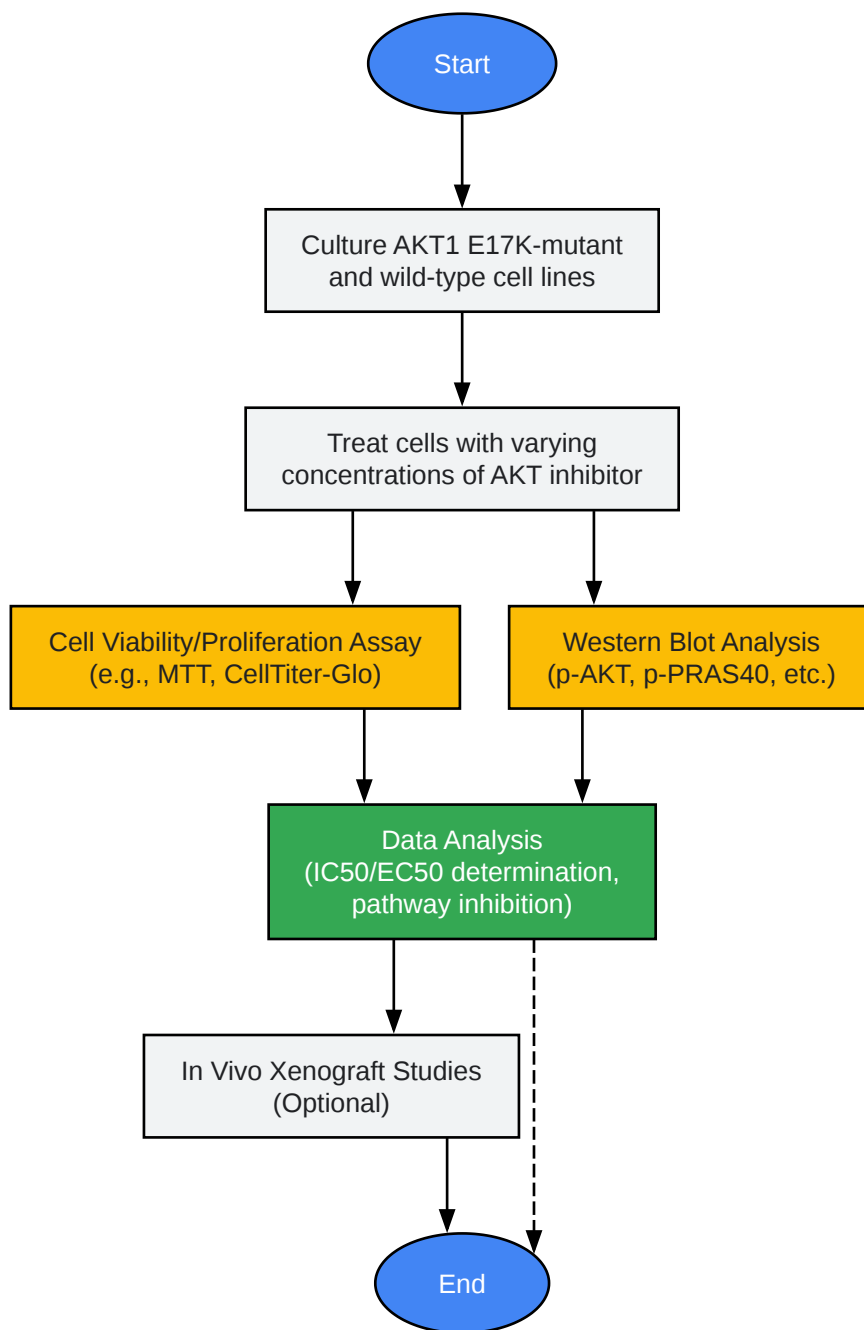 Start
Culture AKT1 E17K-mutant
and wild-type cell lines
Treat cells with varying
concentrations of AKT inhibitor
Cell Viability/Proliferation Assay
(e.g., MTT, CellTiter-Glo)
Western Blot Analysis
(p-AKT, p-PRAS40, etc.)
Data Analysis
(IC50/EC50 determination,
pathway inhibition)
In Vivo Xenograft Studies
(Optional)
End